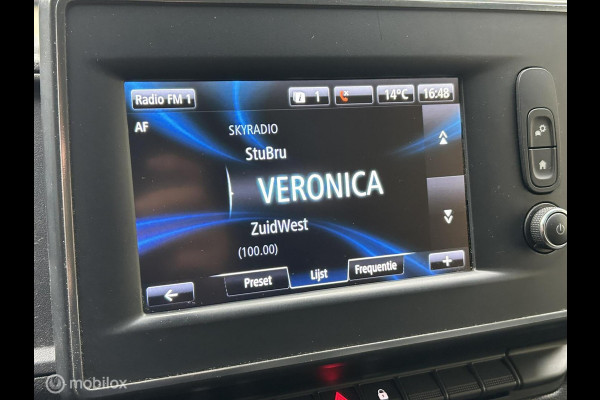 Radio FM 1
1
14°C
16:48
AF
SKYRADIO
StuBru
VERONICA
ZuidWest
(100.00)
Preset
Lijst
Frequentie
+
© mobilox